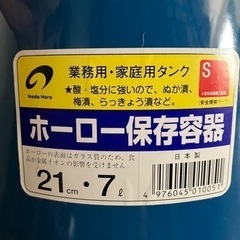 業務用・家庭用タンク
S
★酸・塩分に強いので、ぬか漬、
梅漬、らっきょう漬など。
Noda Horo
ホーロー保存容器
ホーローの表面はガラス質のため、食
品が金属イオンの影響を受けません。
日本製
21cm・7ℓ
4 976045 010051